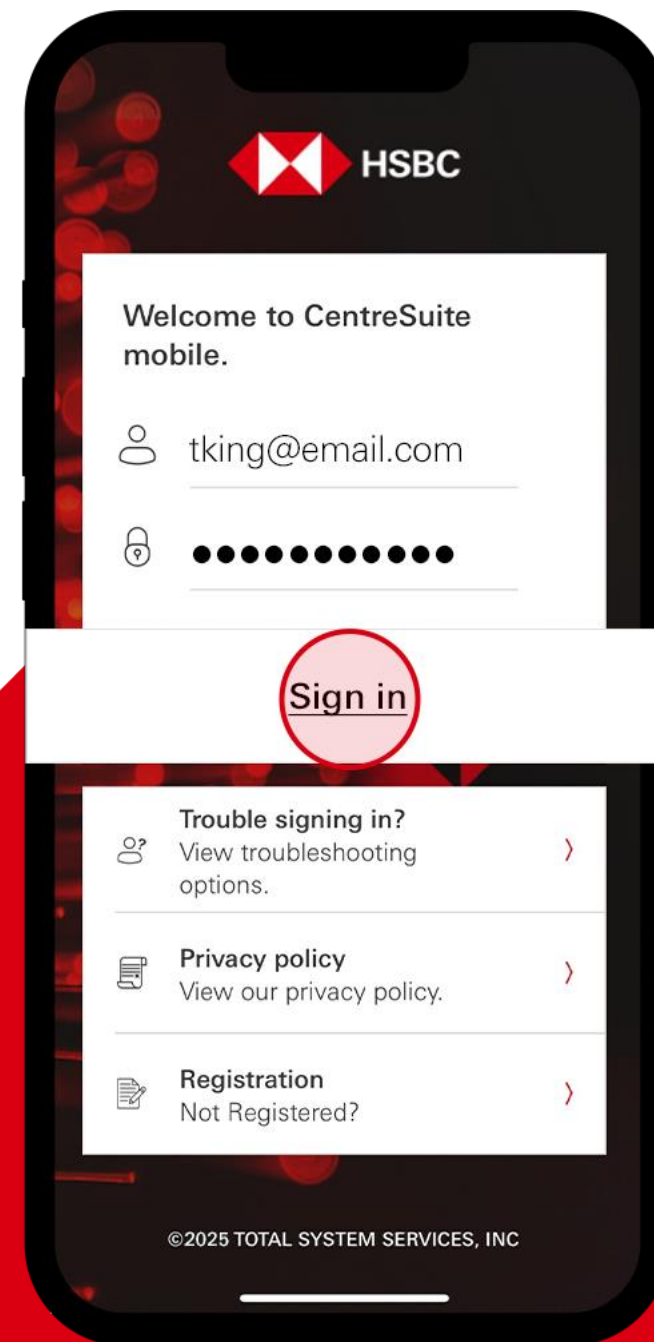 HSBC
Welcome to CentreSuite
mobile.
tking@email.com
●●●●●●●●●●●
Sign in
Trouble signing in?
View troubleshooting
options.
Privacy policy
View our privacy policy.
Registration
Not Registered?
©2025 TOTAL SYSTEM SERVICES, INC